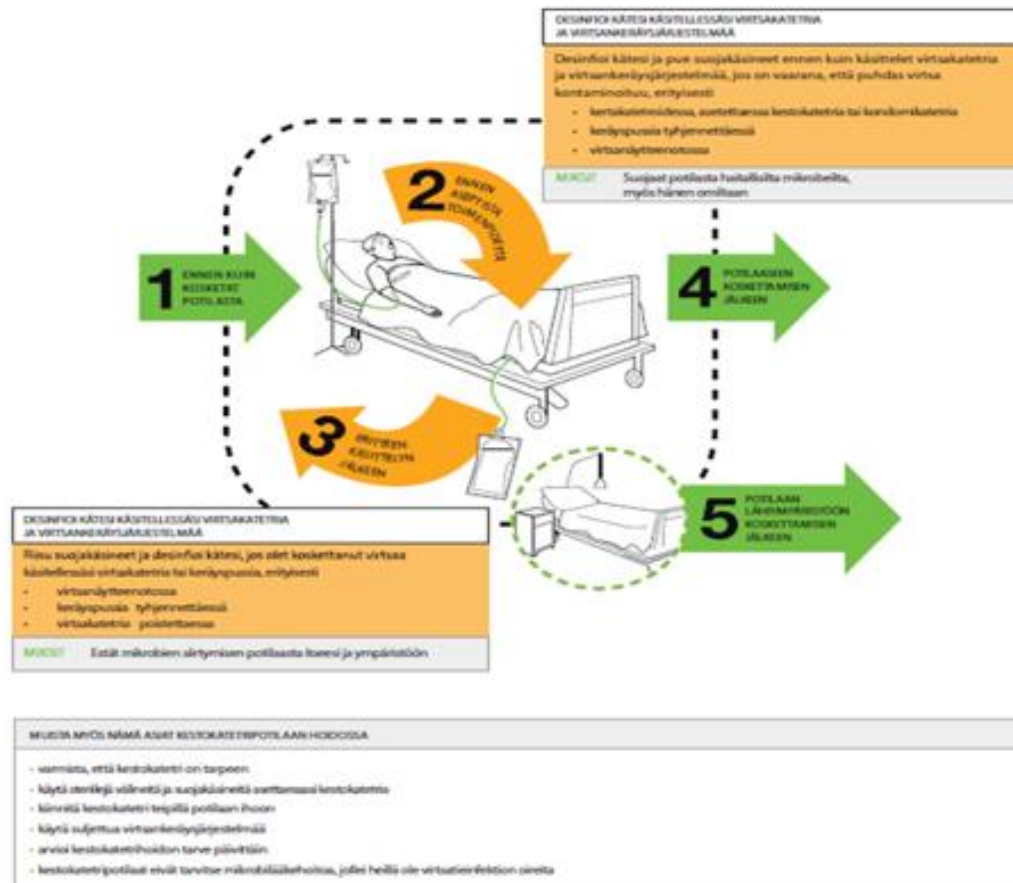 DESINFIOI KÄTESI KÄSITELLESSÄSI VIRTSAKATETRIA
JA VIRTSANKERÄYSJÄRJESTELMÄÄ
Desinfioi kätesi ja pue suojakäsineet ennen kuin käsittelet virtsakatetria
ja virtsankeräysjärjestelmää, jos on vaarana, että puhdas virtsa
kontaminoituu, erityisesti
- kertakatetroidessa, asetettaessa kestokatetria tai kondomikatetria
- keräyspussia tyhjennettäessä
- virtsanäytteenotossa
MIKSI? Suojaat potilasta haitallisilta mikrobeilta,
myös hänen omiltaan
1 ENNEN KUIN
KOSKETAT
POTILASTA
2 ENNEN
ASEPTISTA
TOIMENPIDETTÄ
3 ERITTEEN
KÄSITTELYN
JÄLKEEN
4 POTILAASEEN
KOSKETTAMISEN
JÄLKEEN
5 POTILAAN
LÄHIYMPÄRISTÖÖN
KOSKETTAMISEN
JÄLKEEN
DESINFIOI KÄTESI KÄSITELLESSÄSI VIRTSAKATETRIA
JA VIRTSANKERÄYSJÄRJESTELMÄÄ
Riisu suojakäsineet ja desinfioi kätesi, jos olet koskettanut virtsaa
käsitellessäsi virtsakatetria tai keräyspussia, erityisesti
- virtsanäytteenotossa
- keräyspussia tyhjennettäessä
- virtsakatetria poistettaessa
MIKSI? Estät mikrobien siirtymisen potilaasta itseesi ja ympäristöön
MUISTA MYÖS NÄMÄ ASIAT KESTOKATETRIPOTILAAN HOIDOSSA
- varmista, että kestokatetri on tarpeen
- käytä steriilejä välineitä ja suojakäsineitä asettaessasi kestokatetria
- kiinnitä kestokatetri teipillä potilaan ihoon
- käytä suljettua virtsankeräysjärjestelmää
- arvioi kestokatetrihoidon tarve päivittäin
- kestokatetripotilaat eivät tarvitse mikrobilääkehoitoa, jollei heillä ole virtsatieinfektion oireita